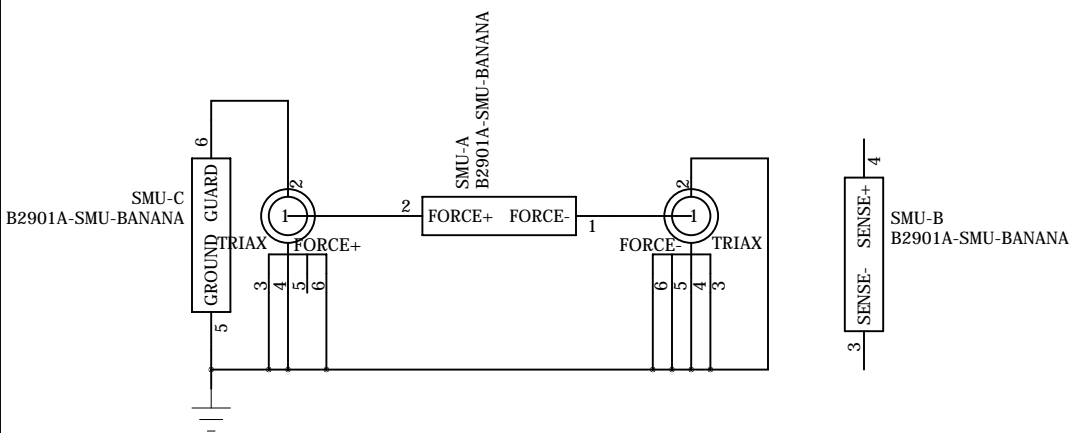 SMU-A
B2901A-SMU-BANANA
6
4
SMU-C
B2901A-SMU-BANANA
GROUND GUARD
2
1
TRIAX
FORCE+
2
FORCE+ FORCE-
1
2
1
FORCE-
TRIAX
SENSE- SENSE+
SMU-B
B2901A-SMU-BANANA
3
4
5
6
6
5
4
3
5
3